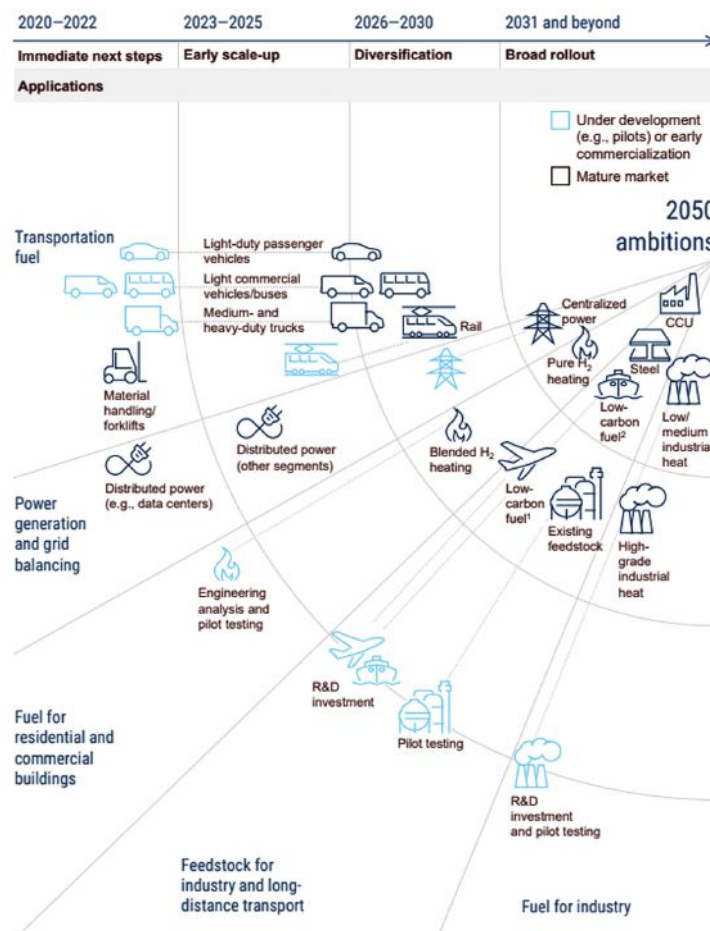 2020–2022
2023–2025
2026–2030
2031 and beyond
Immediate next steps
Early scale-up
Diversification
Broad rollout
Applications
Under development
(e.g., pilots) or early
commercialization
Mature market
2050
ambitions
Transportation
fuel
Light-duty passenger
vehicles
Light commercial
vehicles/buses
Medium- and
heavy-duty trucks
Rail
Material
handling/
forklifts
Centralized
power
CCU
Pure H₂
heating
Steel
Low-
carbon
fuel²
Low/
medium
industrial
heat
Distributed power
(e.g., data centers)
Distributed power
(other segments)
Blended H₂
heating
Low-
carbon
fuel¹
Existing
feedstock
High-
grade
industrial
heat
Power
generation
and grid
balancing
Engineering
analysis and
pilot testing
R&D
investment
Pilot testing
R&D
investment
and pilot testing
Fuel for
residential and
commercial
buildings
Feedstock for
industry and long-
distance transport
Fuel for industry